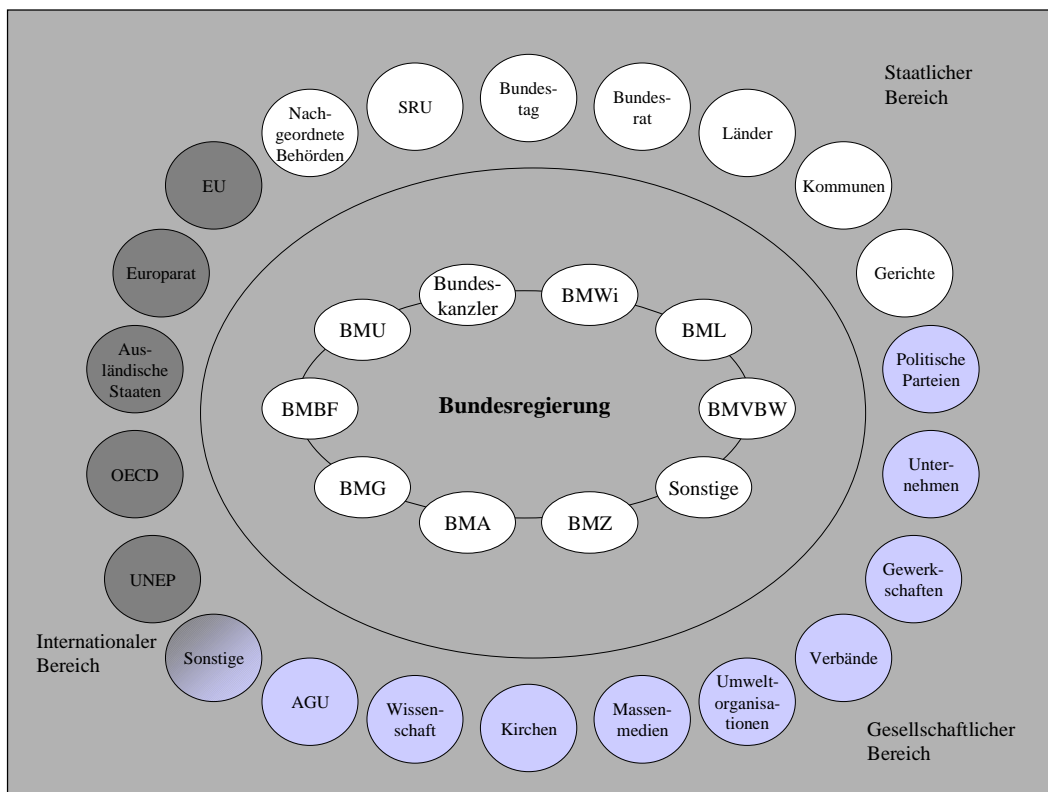 Staatlicher
Bereich
Bundes-
tag
SRU
Bundes-
rat
Nach-
geordnete
Behörden
Länder
EU
Kommunen
Europarat
Gerichte
Bundes-
kanzler
BMWi
BMU
BML
Aus-
ländische
Staaten
Politische
Parteien
BMBF
Bundesregierung
BMVBW
OECD
Unter-
nehmen
BMG
Sonstige
BMA
BMZ
UNEP
Gewerk-
schaften
Internationaler
Bereich
Sonstige
Verbände
AGU
Wissen-
schaft
Kirchen
Massen-
medien
Umwelt-
organisa-
tionen
Gesellschaftlicher
Bereich